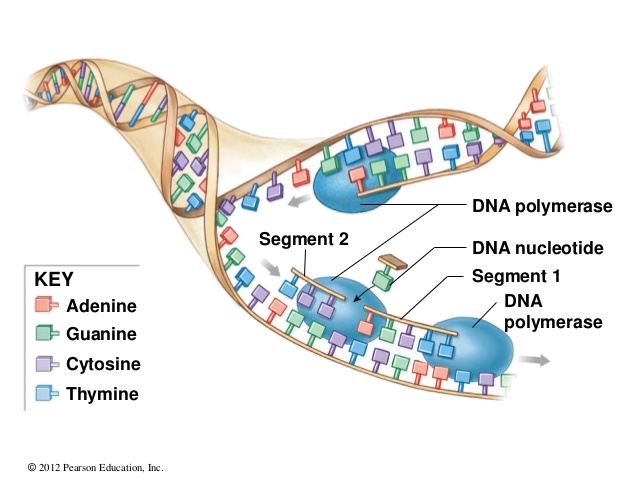 DNA polymerase
Segment 2
DNA nucleotide
Segment 1
DNA
polymerase
KEY
Adenine
Guanine
Cytosine
Thymine
© 2012 Pearson Education, Inc.